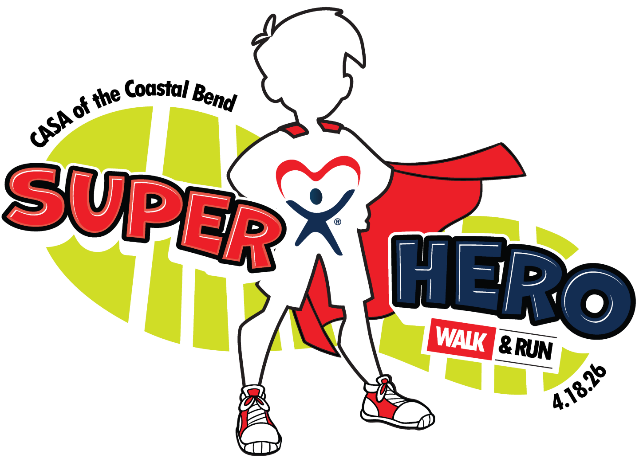 CASA of the Coastal Bend
SUPER
®
HERO
WALK & RUN
4.18.26